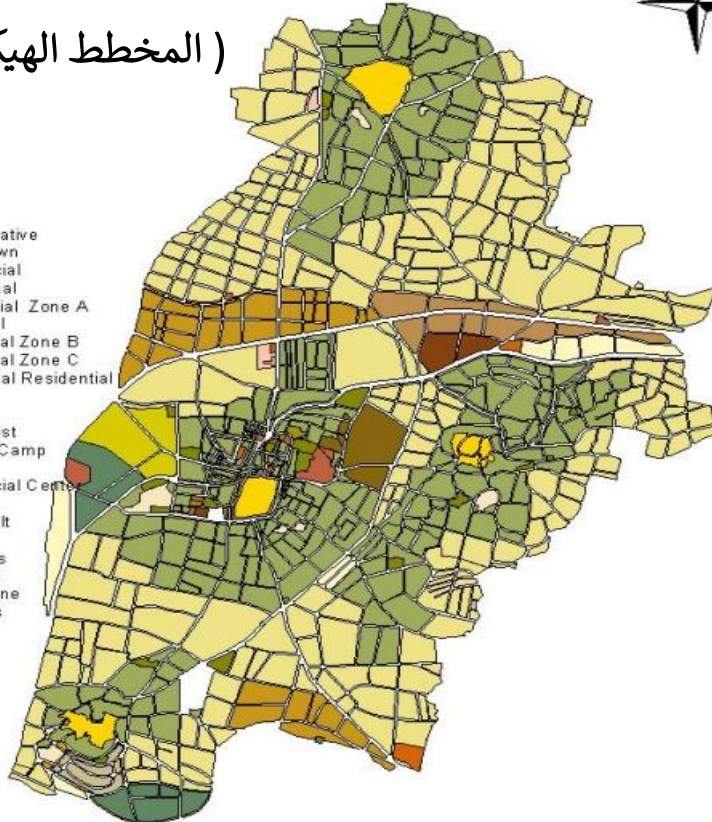 ( المخطط
ative
wn
cial
al
ial Zone A
l
al Zone B
al Zone C
al Residential
st
Camp
cial Center
lt
s
ne
s